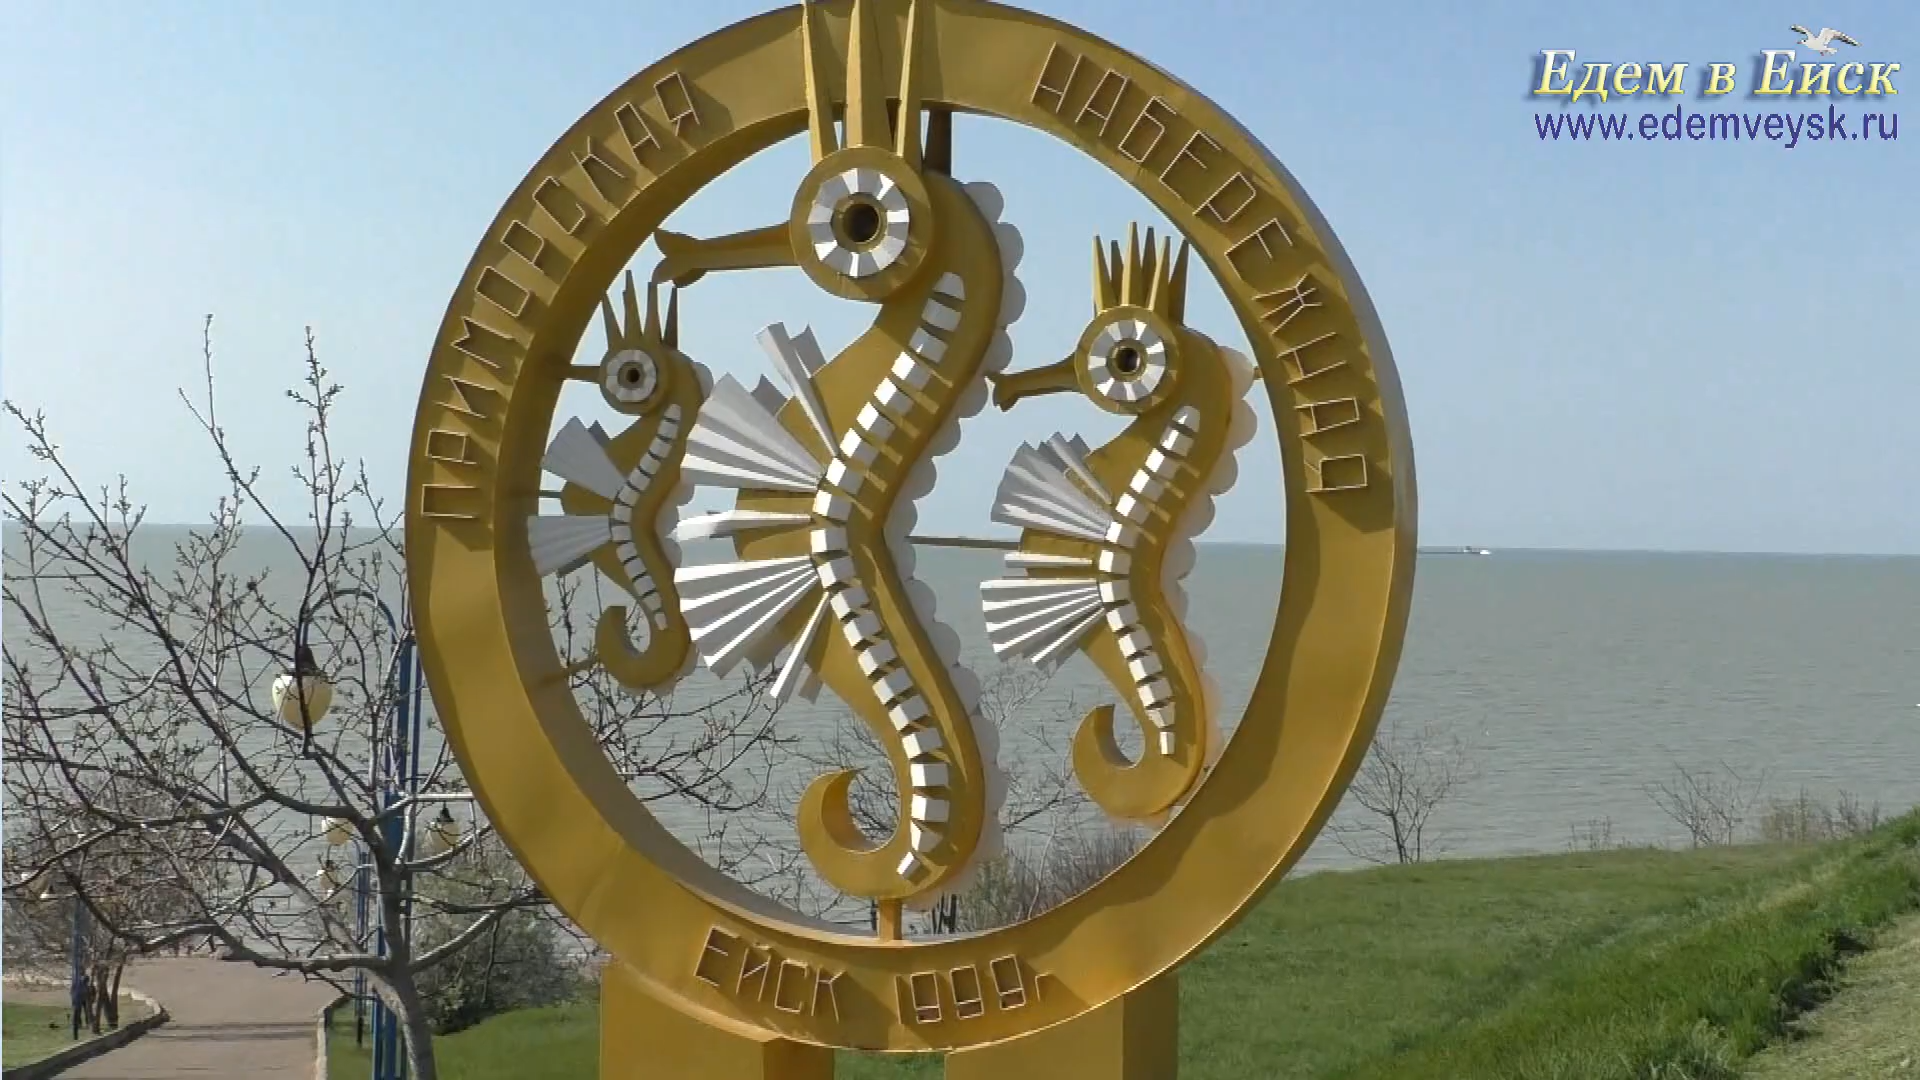 Едем в Ейск
www.edemveysk.ru
ПРИМОРСКАЯ НАБЕРЕЖНАЯ
ЕЙСК 1999г